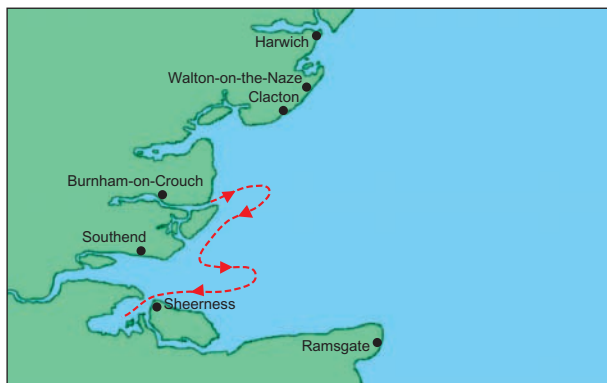 Harwich
Walton-on-the-Naze
Clacton
Burnham-on-Crouch
Southend
Sheerness
Ramsgate